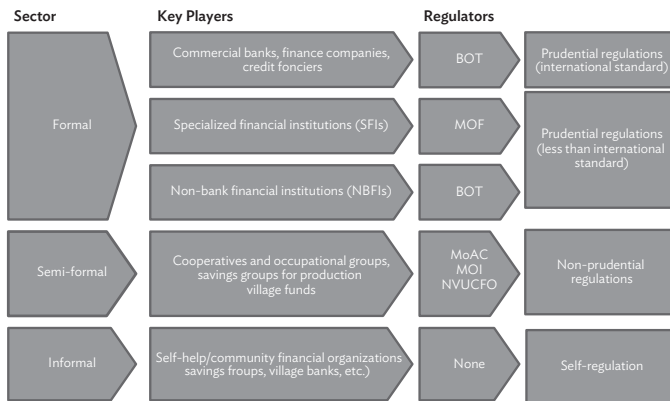 Sector
Key Players
Regulators
Formal
Commercial banks, finance companies,
credit fonciers
BOT
Prudential regulations
(international standard)
Specialized financial institutions (SFIs)
MOF
Prudential regulations
(less than international
standard)
Non-bank financial institutions (NBFIs)
BOT
Semi-formal
Cooperatives and occupational groups,
savings groups for production
village funds
MoAC
MOI
NVUCFO
Non-prudential
regulations
Informal
Self-help/community financial organizations
savings froups, village banks, etc.)
None
Self-regulation